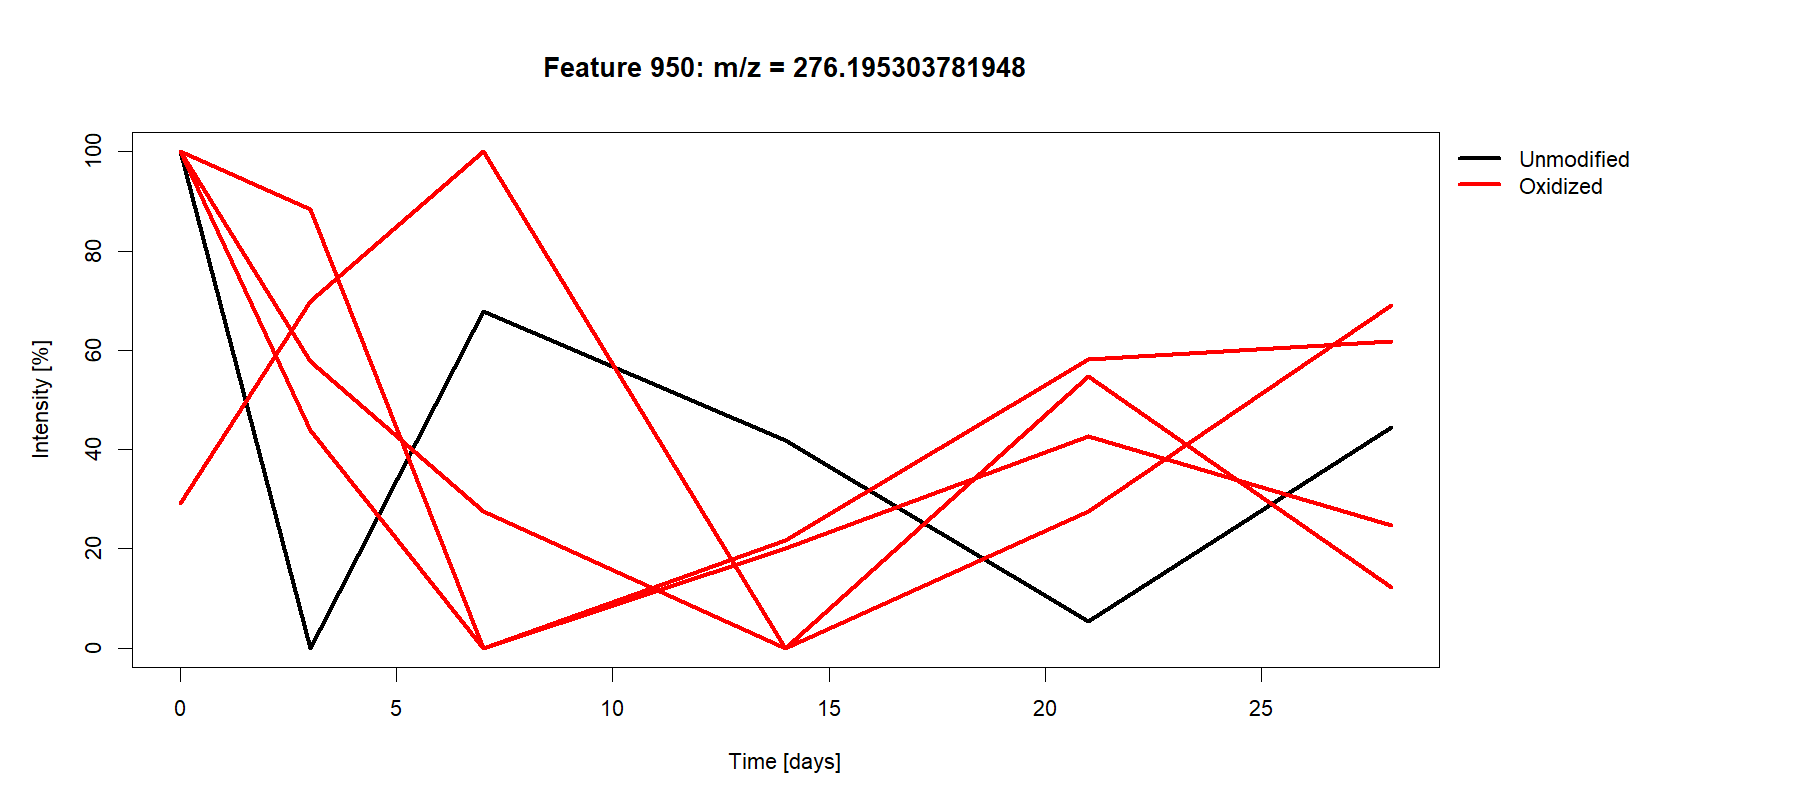 Feature 950: m/z = 276.195303781948
Unmodified
Oxidized
Intensity [%]
100
80
60
40
20
0
0 5 10 15 20 25
Time [days]